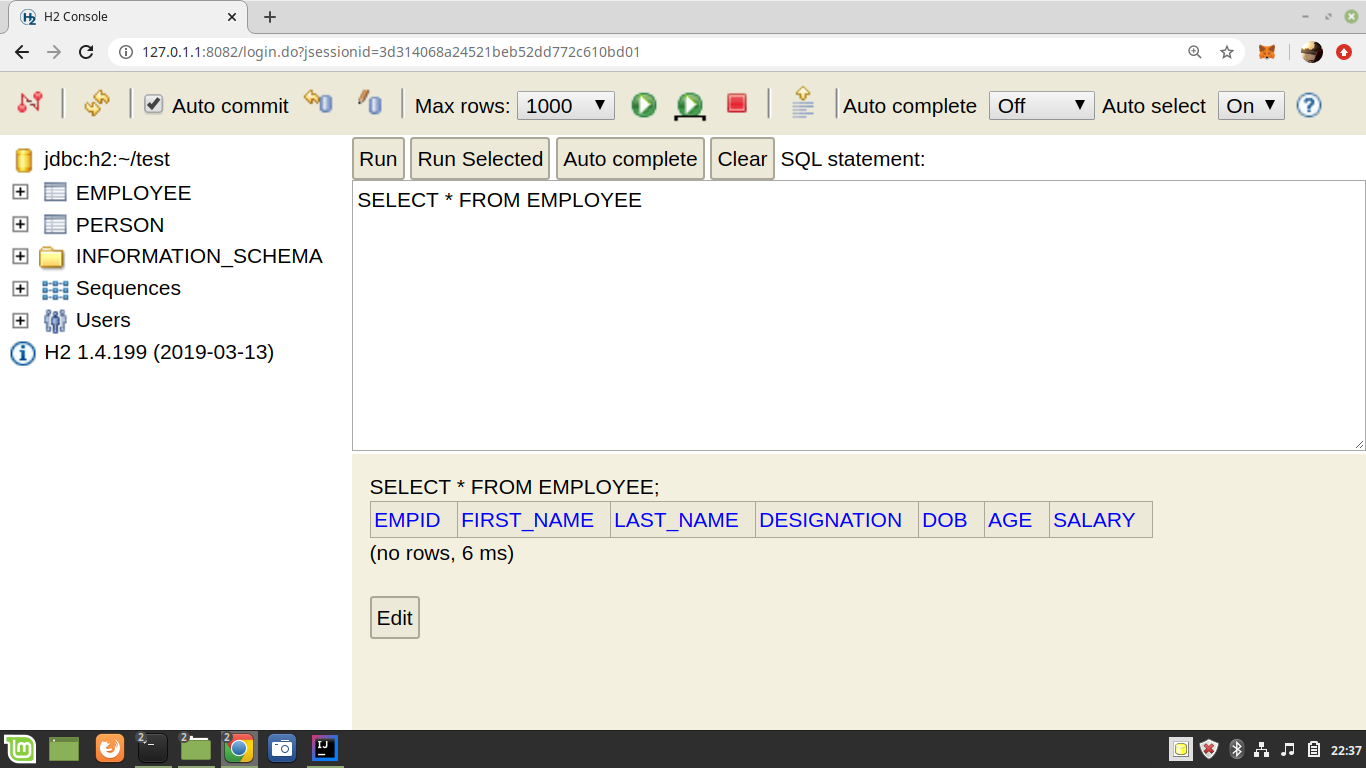 H2 Console
127.0.1.1:8082/login.do?jsessionid=3d314068a24521beb52dd772c610bd01
Auto commit Max rows: 1000 Auto complete Off Auto select On
jdbc:h2:~/test
EMPLOYEE
PERSON
INFORMATION_SCHEMA
Sequences
Users
H2 1.4.199 (2019-03-13)
Run Run Selected Auto complete Clear SQL statement:
SELECT * FROM EMPLOYEE
SELECT * FROM EMPLOYEE;
EMPID FIRST_NAME LAST_NAME DESIGNATION DOB AGE SALARY
(no rows, 6 ms)
Edit
2 2 2 IJ 22:37